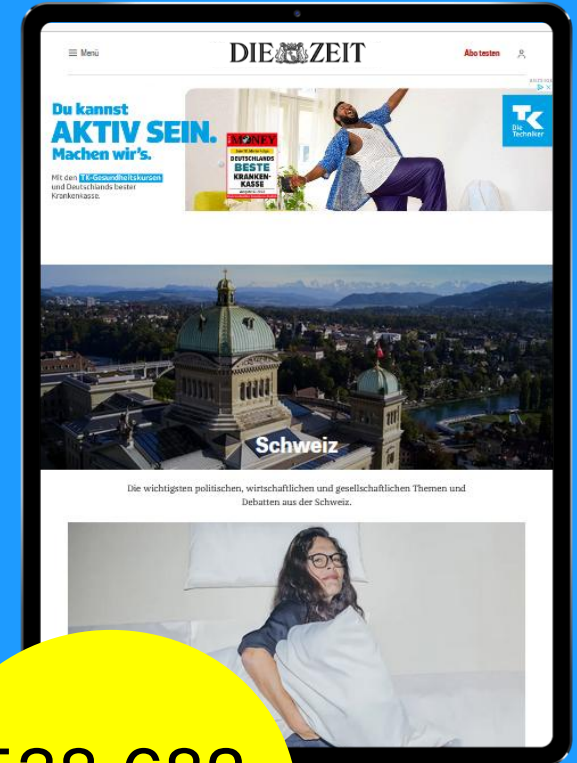 Menü
DIE ZEIT
Abo testen
ANZEIGE
Du kannst
AKTIV SEIN.
Machen wir's.
Mit den TK-Gesundheitskursen
und Deutschlands bester
Krankenkasse.
MONEY
DEUTSCHLANDS
BESTE
KRANKEN-
KASSE
TK
Die
Techniker
Schweiz
Die wichtigsten politischen, wirtschaftlichen und gesellschaftlichen Themen und
Debatten aus der Schweiz.